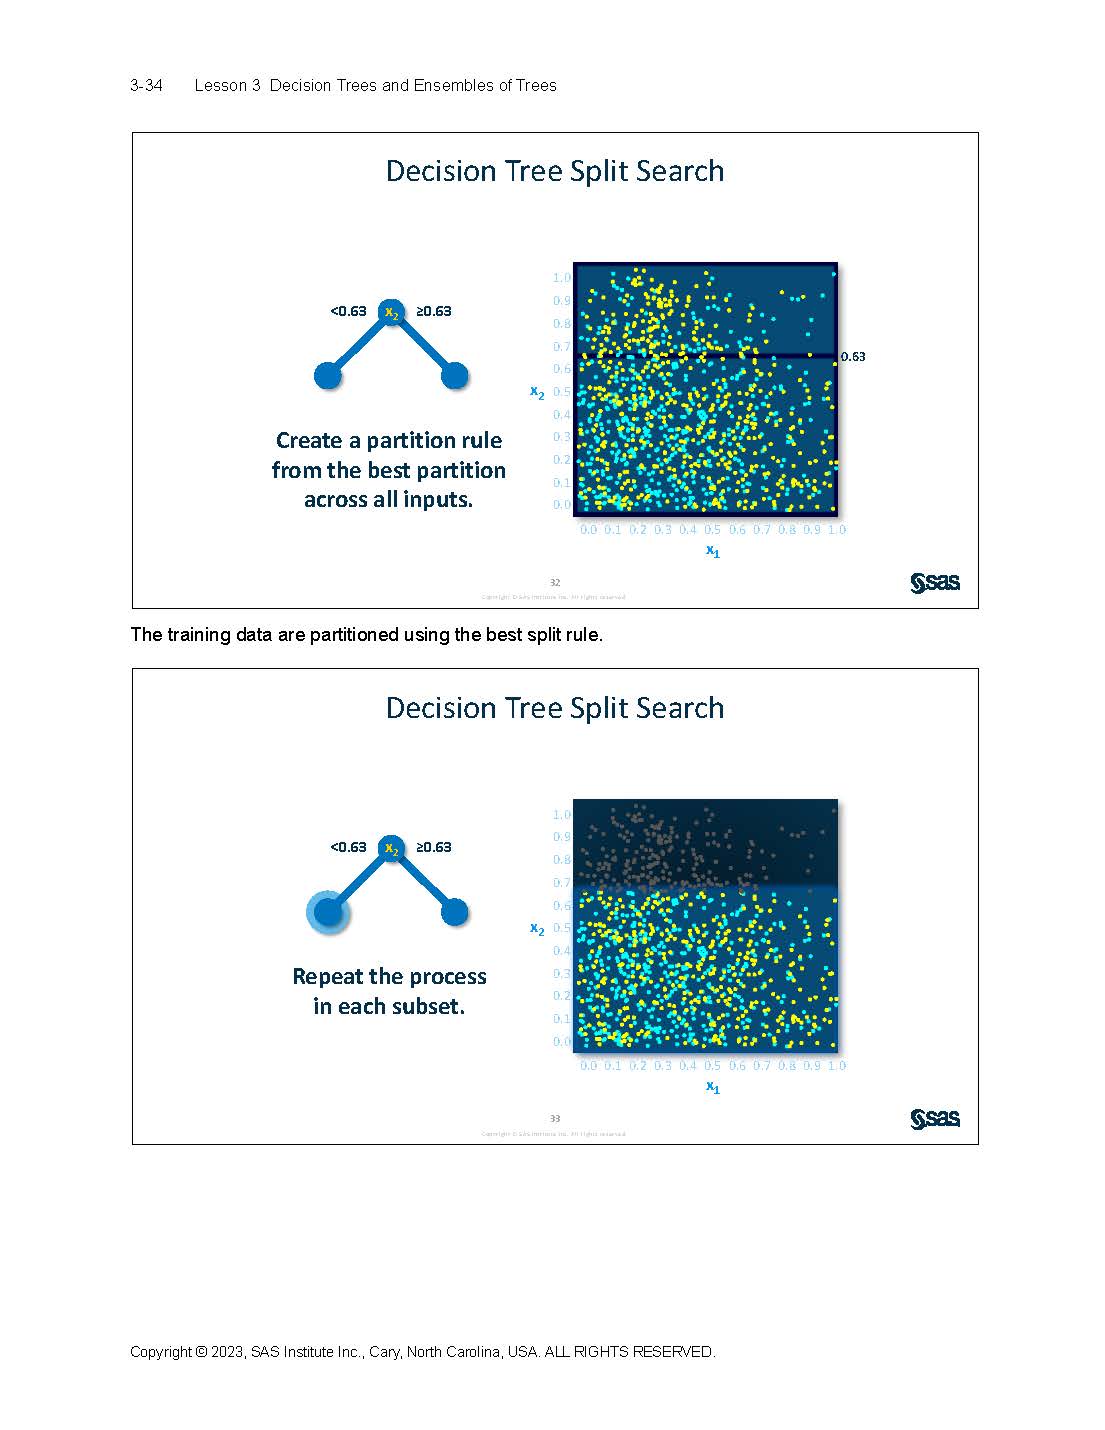 3-34 Lesson 3 Decision Trees and Ensembles of Trees
Decision Tree Split Search
<0.63 x2 ≥0.63
Create a partition rule
from the best partition
across all inputs.
1.0
0.9
0.8
0.7
0.6
x2 0.5
0.4
0.3
0.2
0.1
0.0
0.63
0.0 0.1 0.2 0.3 0.4 0.5 0.6 0.7 0.8 0.9 1.0
x1
32
Copyright © SAS Institute Inc. All rights reserved.
sas
The training data are partitioned using the best split rule.
Decision Tree Split Search
<0.63 x2 ≥0.63
Repeat the process
in each subset.
1.0
0.9
0.8
0.7
0.6
x2 0.5
0.4
0.3
0.2
0.1
0.0
0.0 0.1 0.2 0.3 0.4 0.5 0.6 0.7 0.8 0.9 1.0
x1
33
Copyright © SAS Institute Inc. All rights reserved.
sas
Copyright © 2023, SAS Institute Inc., Cary, North Carolina, USA. ALL RIGHTS RESERVED.